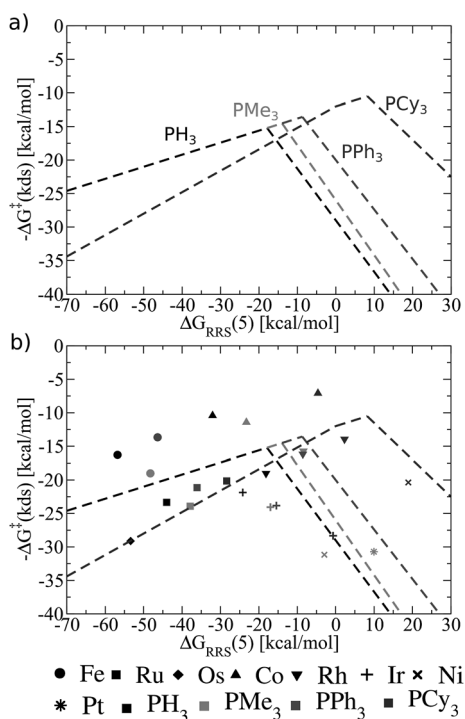 a)
0
-5
-10
-15
-20
-25
-30
-35
-40
-ΔG‡(kds) [kcal/mol]
PH3
PMe3
PPh3
PCy3
-70 -60 -50 -40 -30 -20 -10 0 10 20 30
ΔGRRS(5) [kcal/mol]
b)
0
-5
-10
-15
-20
-25
-30
-35
-40
-ΔG‡(kds) [kcal/mol]
-70 -60 -50 -40 -30 -20 -10 0 10 20 30
ΔGRRS(5) [kcal/mol]
Fe Ru Os Co Rh Ir Ni
Pt PH3 PMe3 PPh3 PCy3